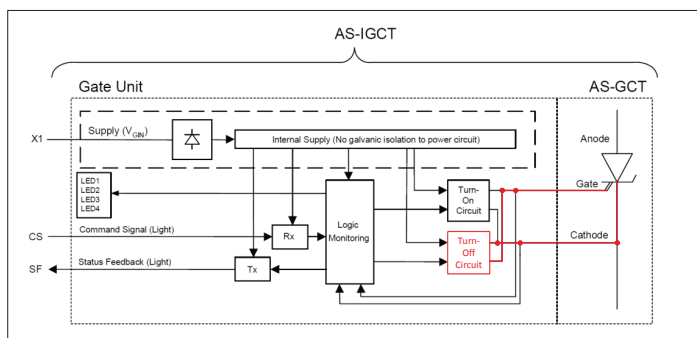 AS-IGCT
Gate Unit
AS-GCT
X1
Supply (VGIN)
Internal Supply (No galvanic isolation to power circuit)
Anode
LED1
LED2
LED3
LED4
Turn-
On
Circuit
Gate
Logic
Monitoring
CS
Command Signal (Light)
Rx
Turn-
Off
Circuit
Cathode
SF
Status Feedback (Light)
Tx